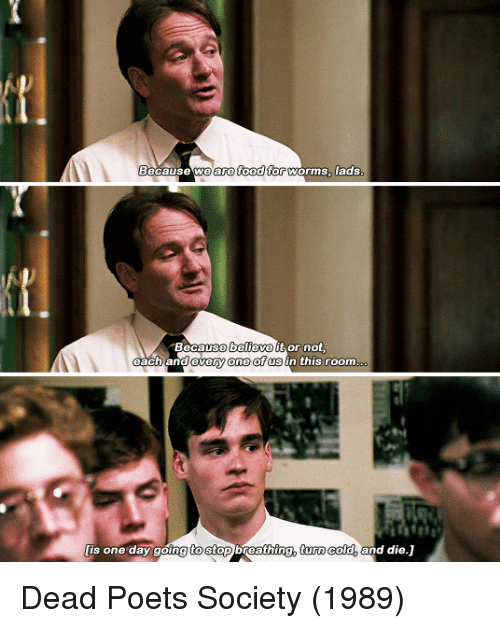 Because we are food for worms, lads.
Because believe it or not,
each and every one of us in this room...
[is one day going to stop breathing, turn cold, and die.]
Dead Poets Society (1989)